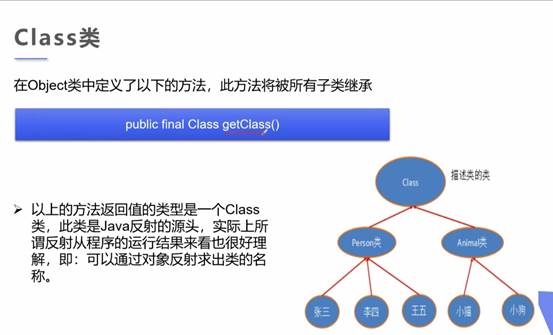 Class类
在Object类中定义了以下的方法，此方法将被所有子类继承
public final Class getClass()
Class
描述类的类
➢ 以上的方法返回值的类型是一个Class
类，此类是Java反射的源头，实际上所
谓反射从程序的运行结果来看也很好理
解，即：可以通过对象反射求出类的名
称。
Person类
Animal类
张三
李四
王五
小猫
小狗